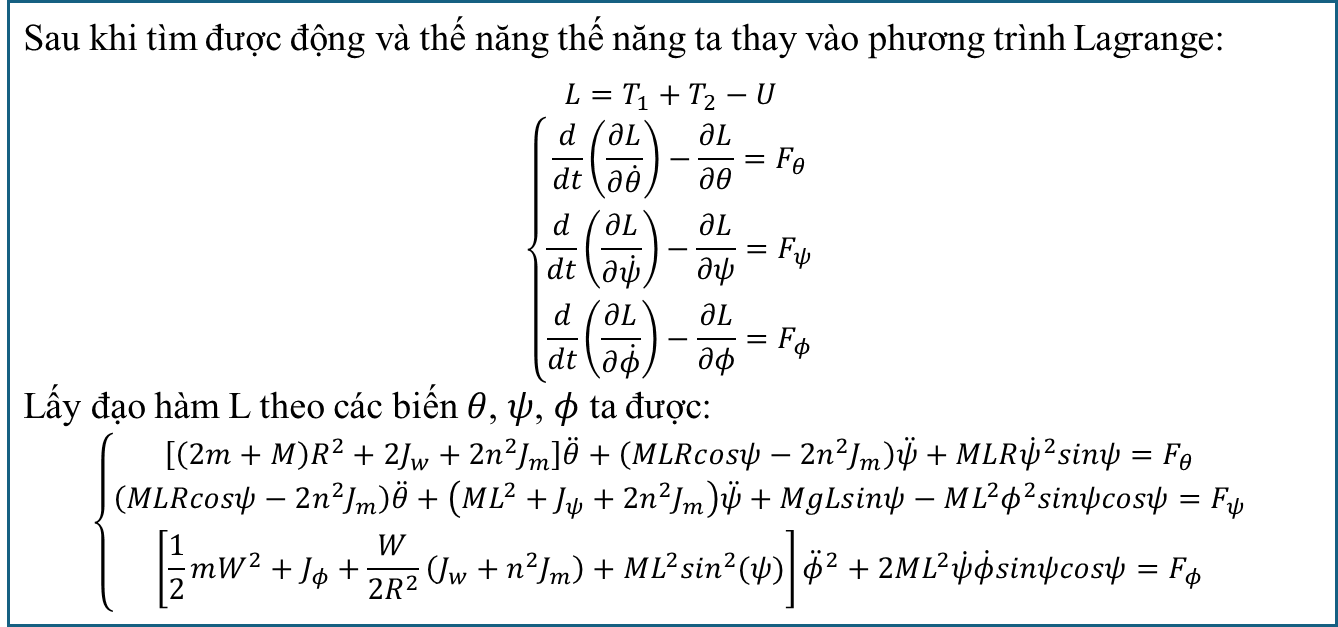 Sau khi tìm được động và thế năng thế năng ta thay vào phương trình Lagrange:
L = T₁ + T₂ − U
d/dt (∂L/∂θ̇) − ∂L/∂θ = F_θ
d/dt (∂L/∂ψ̇) − ∂L/∂ψ = F_ψ
d/dt (∂L/∂ϕ̇) − ∂L/∂ϕ = F_ϕ
Lấy đạo hàm L theo các biến θ, ψ, ϕ ta được:
[(2m + M)R² + 2J_w + 2n²J_m]θ̈ + (MLRcosψ − 2n²J_m)ψ̈ + MLRψ̇²sinψ = F_θ
(MLRcosψ − 2n²J_m)θ̈ + (ML² + J_ψ + 2n²J_m)ψ̈ + MgLsinψ − ML²ϕ²sinψcosψ = F_ψ
[1/2 mW² + J_ϕ + W/2R² (J_w + n²J_m) + ML²sin²(ψ)] ϕ̈² + 2ML²ψ̇ϕ̇sinψcosψ = F_ϕ